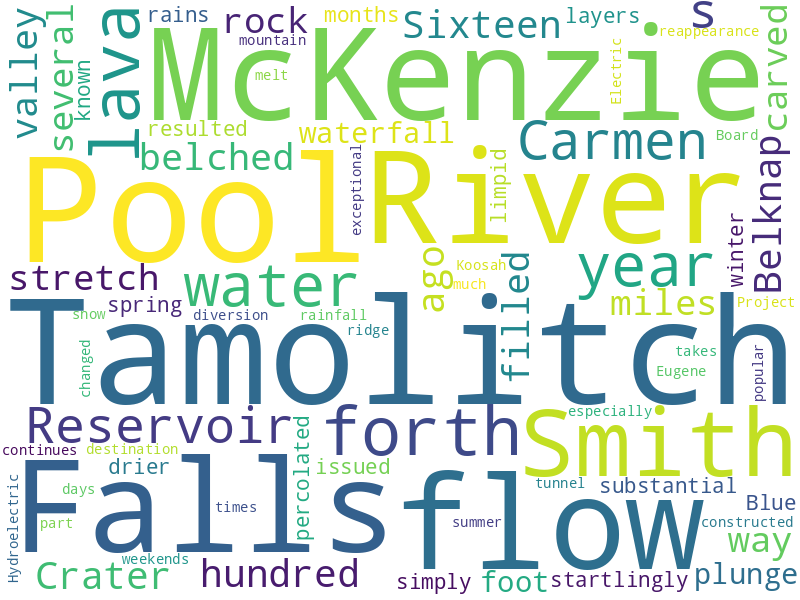 rains
rock
months
Sixteen
layers
s
valley
several
known
lava
McKenzie
mountain
melt
Electric
reappearance
carved
resulted
waterfall
belched
Carmen
Board
Pool
exceptional
River
limpid
Belknap
winter
stretch
water
ago
Koosah
much
filled
year
miles
Project
spring
snow
diversion
rainfall
ridge
Tamolitch
changed
takes
Eugene
popular
Reservoir
forth
especially
Smith
continues
destination
drier
percolated
issued
Falls
flow
tunnel
substantial
Blue
Hydroelectric
days
part
times
summer
constructed
weekends
way
Crater
hundred
simply
foot
startlingly
plunge